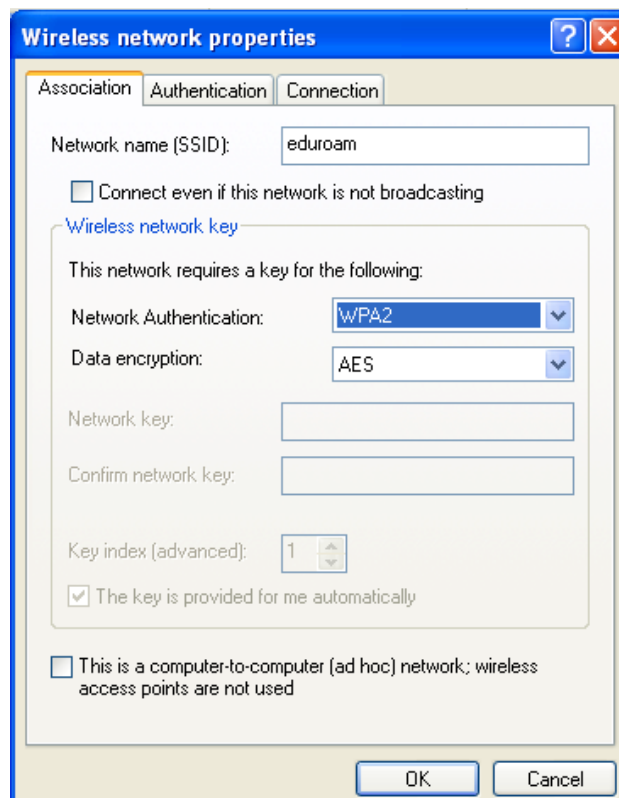 Wireless network properties
Association Authentication Connection
Network name (SSID): eduroam
Connect even if this network is not broadcasting
Wireless network key
This network requires a key for the following:
Network Authentication: WPA2
Data encryption: AES
Network key:
Confirm network key:
Key index (advanced): 1
The key is provided for me automatically
This is a computer-to-computer (ad hoc) network; wireless
access points are not used
OK Cancel